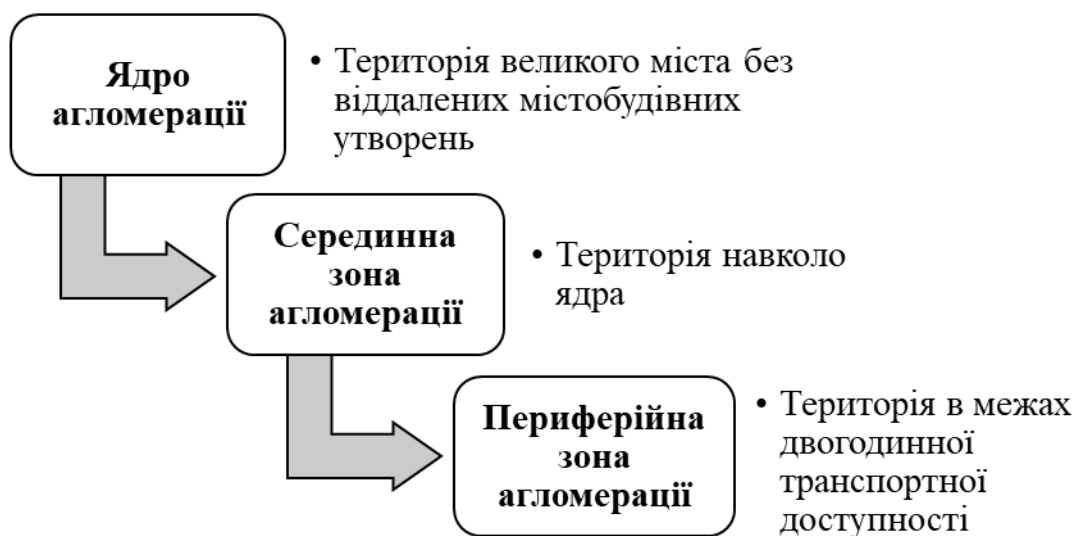 Ядро
агломерації
• Територія великого міста без
віддалених містобудівних
утворень
Серединна
зона
агломерації
• Територія навколо
ядра
Периферійна
зона
агломерації
• Територія в межах
двогодинної
транспортної
доступності